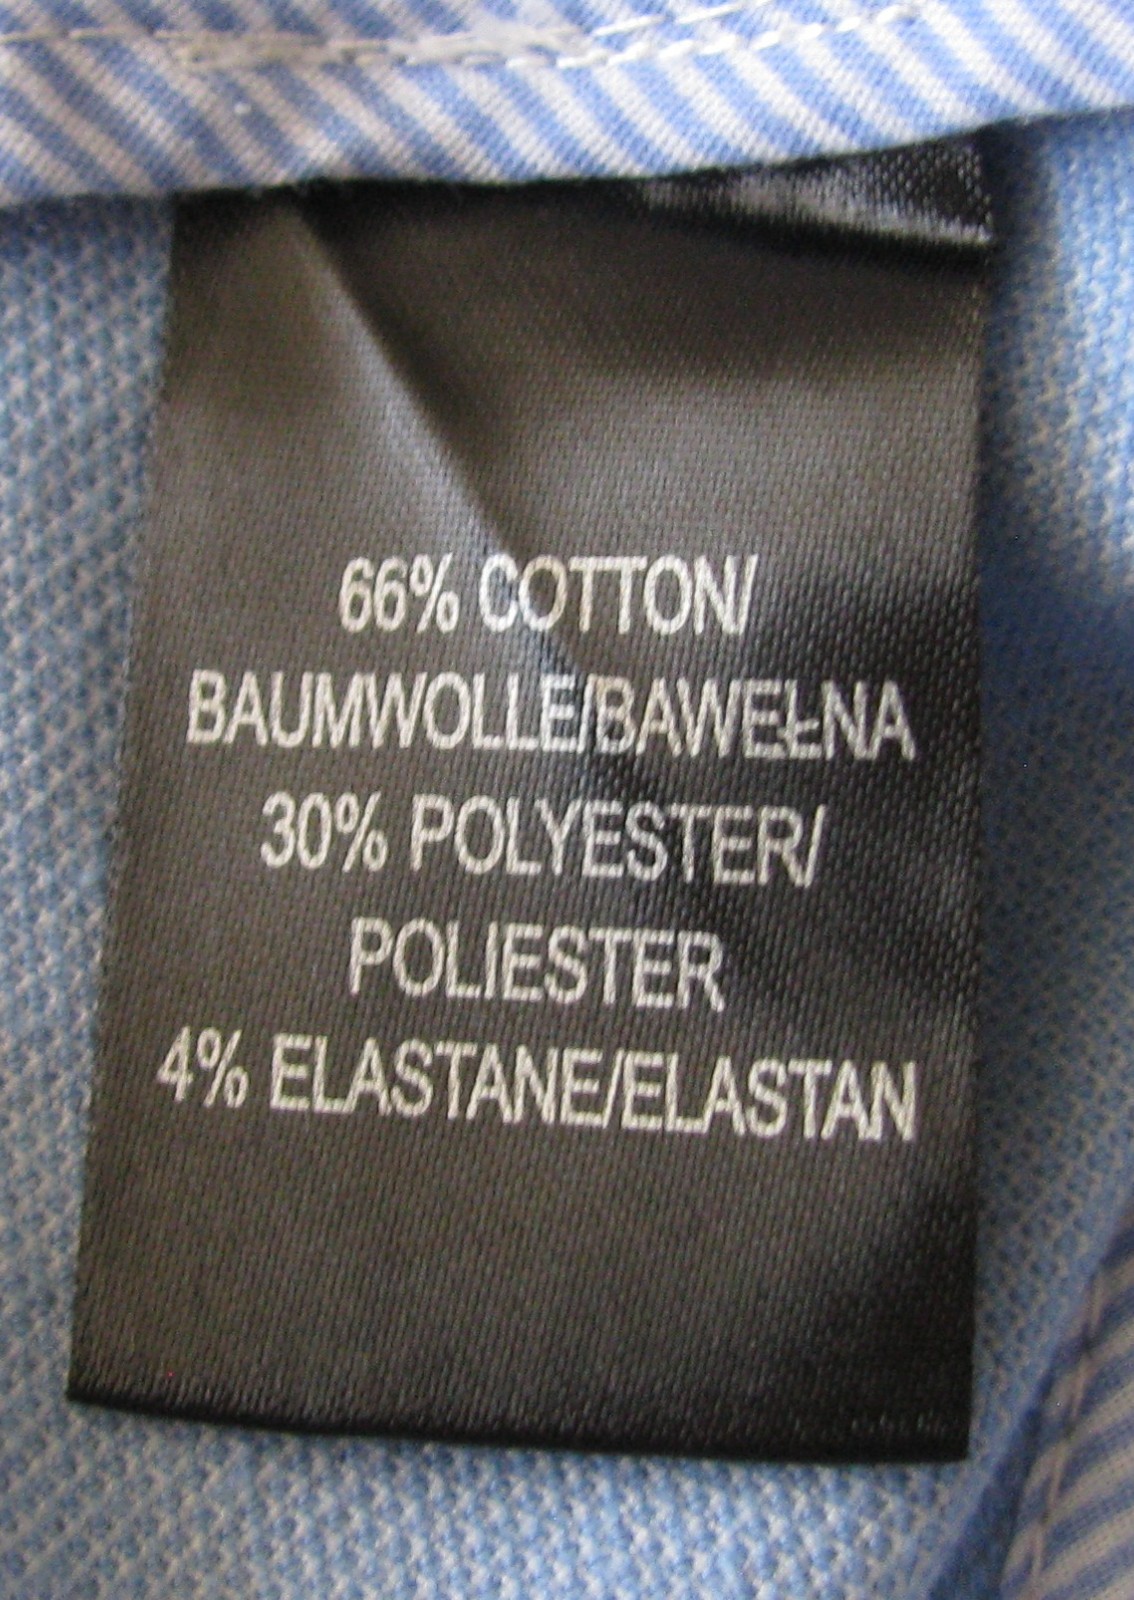 66% COTTON/
BAUMWOLLE/BAWEŁNA
30% POLYESTER/
POLIESTER
4% ELASTANE/ELASTAN